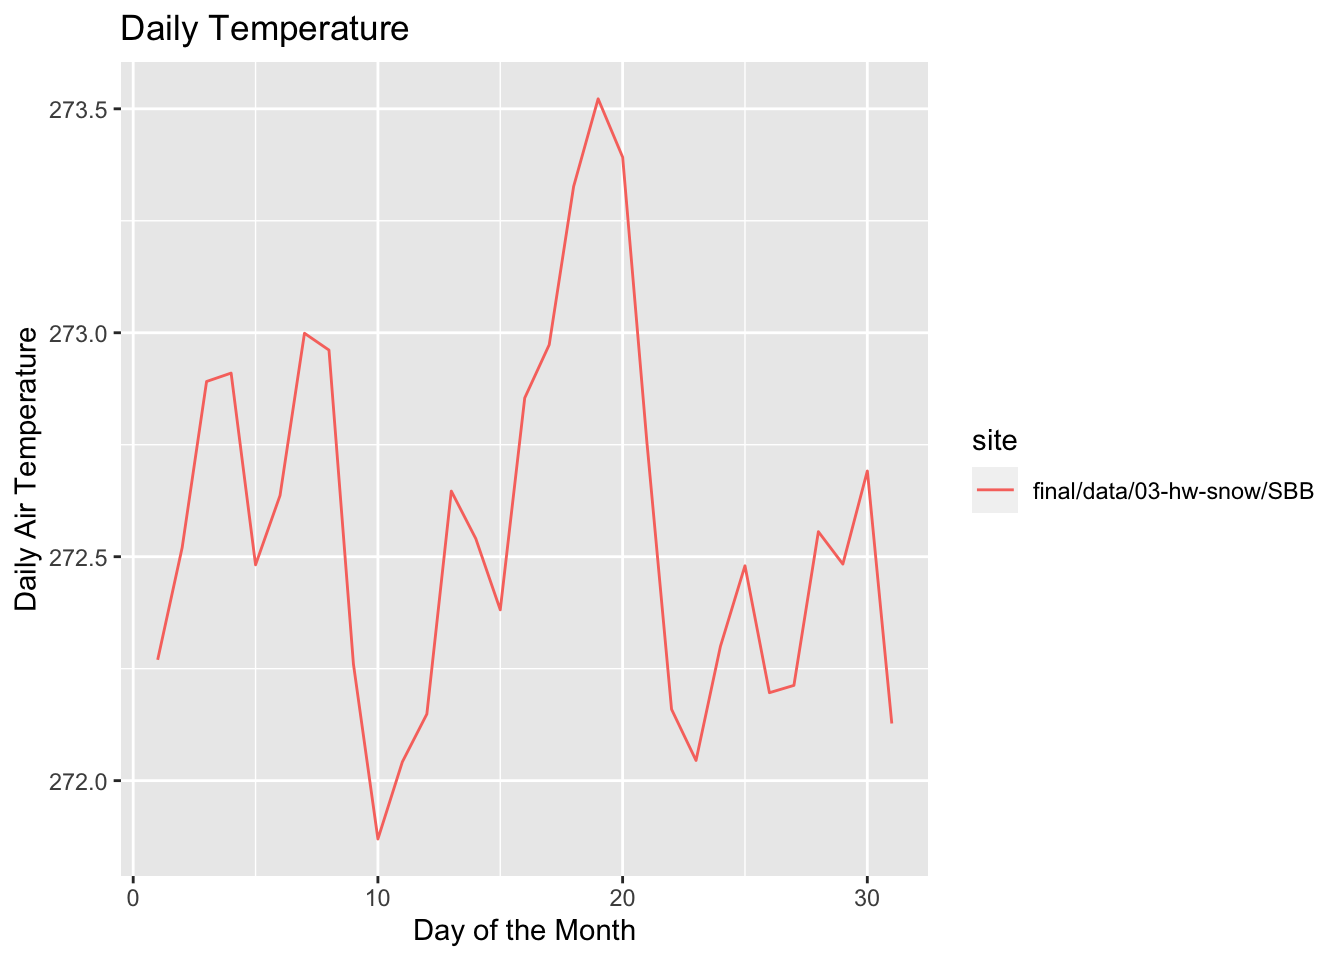 Daily Temperature
Daily Air Temperature
273.5
273.0
272.5
272.0
0 10 20 30
Day of the Month
site
final/data/03-hw-snow/SBB